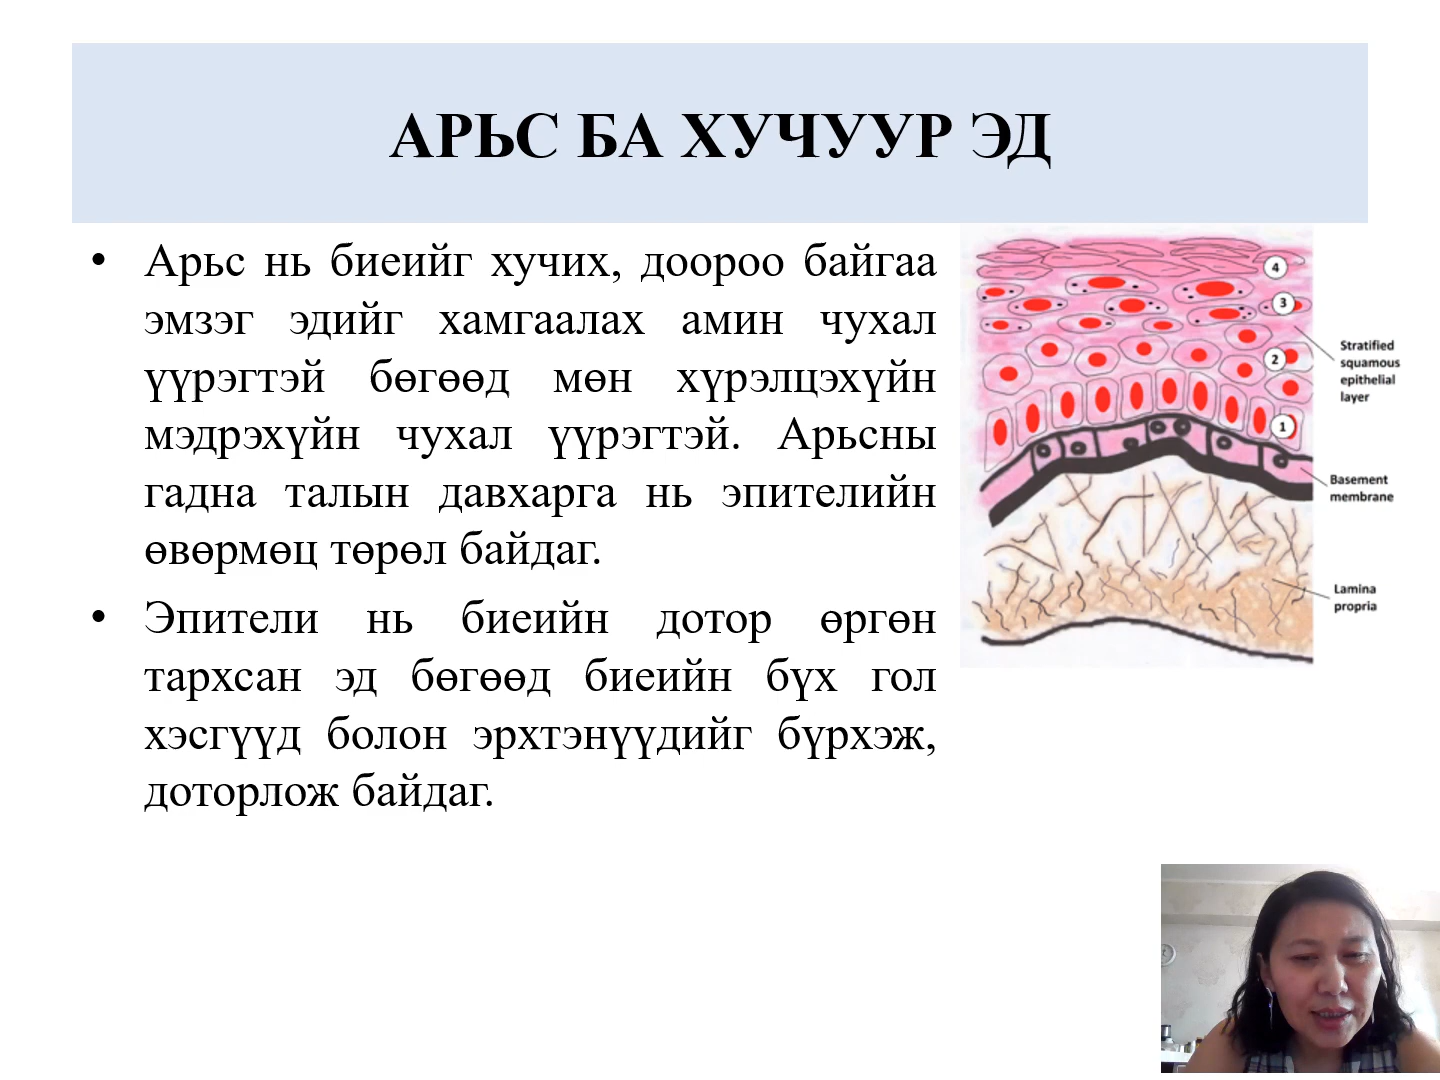 АРЬС БА ХУЧУУР ЭД
• Арьс нь биеийг хучих, доороо байгаа
эмзэг эдийг хамгаалах амин чухал
үүрэгтэй бөгөөд мөн хүрэлцэхүйн
мэдрэхүйн чухал үүрэгтэй. Арьсны
гадна талын давхарга нь эпителийн
өвөрмөц төрөл байдаг.
• Эпители нь биеийн дотор өргөн
тархсан эд бөгөөд биеийн бүх гол
хэсгүүд болон эрхтэнүүдийг бүрхэж,
доторлож байдаг.
4
3
2
1
Stratified
squamous
epithelial
layer
Basement
membrane
Lamina
propria